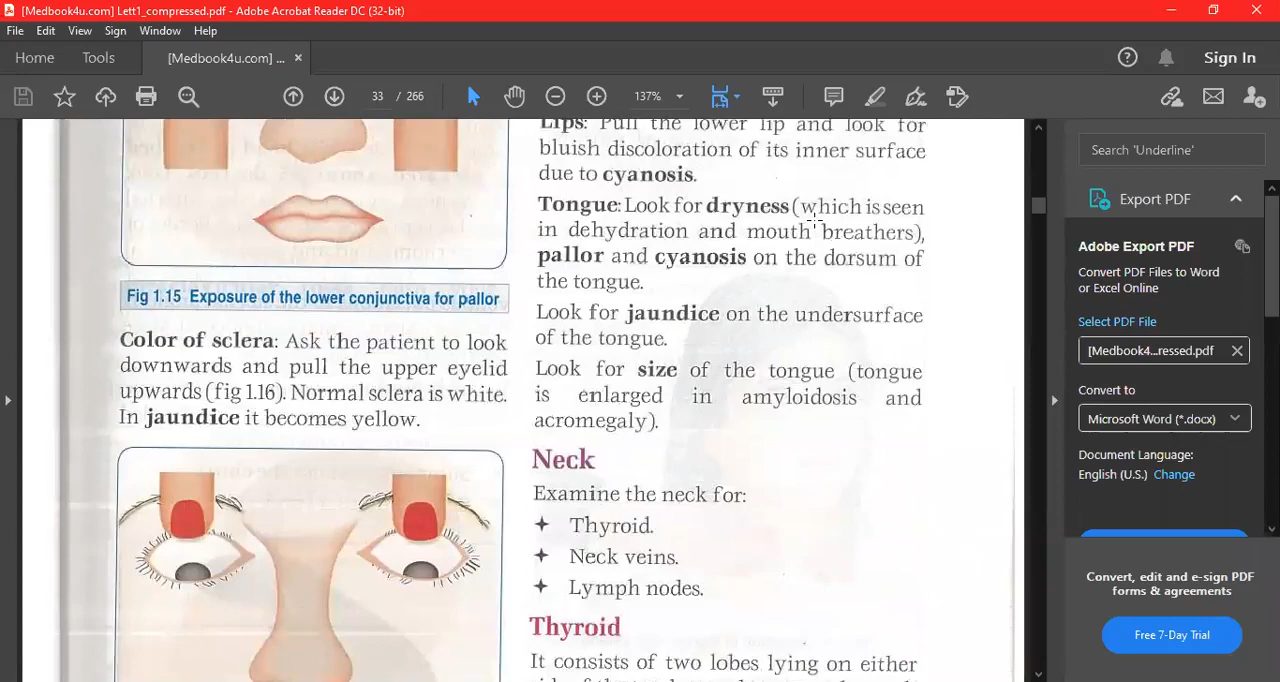 [Medbook4u.com] Lett1_compressed.pdf - Adobe Acrobat Reader DC (32-bit)
File Edit View Sign Window Help
Home Tools [Medbook4u.com] ... × Sign In
33 / 266 137%
Lips: Pull the lower lip and look for
bluish discoloration of its inner surface
due to cyanosis.
Tongue: Look for dryness (which is seen
in dehydration and mouth breathers),
pallor and cyanosis on the dorsum of
the tongue.
Look for jaundice on the undersurface
of the tongue.
Look for size of the tongue (tongue
is enlarged in amyloidosis and
acromegaly).
Neck
Examine the neck for:
Thyroid.
Neck veins.
Lymph nodes.
Thyroid
It consists of two lobes lying on either
Fig 1.15 Exposure of the lower conjunctiva for pallor
Color of sclera: Ask the patient to look
downwards and pull the upper eyelid
upwards (fig 1.16). Normal sclera is white.
In jaundice it becomes yellow.
Search 'Underline'
Export PDF
Adobe Export PDF
Convert PDF Files to Word
or Excel Online
Select PDF File
[Medbook4...ressed.pdf
Convert to
Microsoft Word (*.docx)
Document Language:
English (U.S.) Change
Convert, edit and e-sign PDF
forms & agreements
Free 7-Day Trial